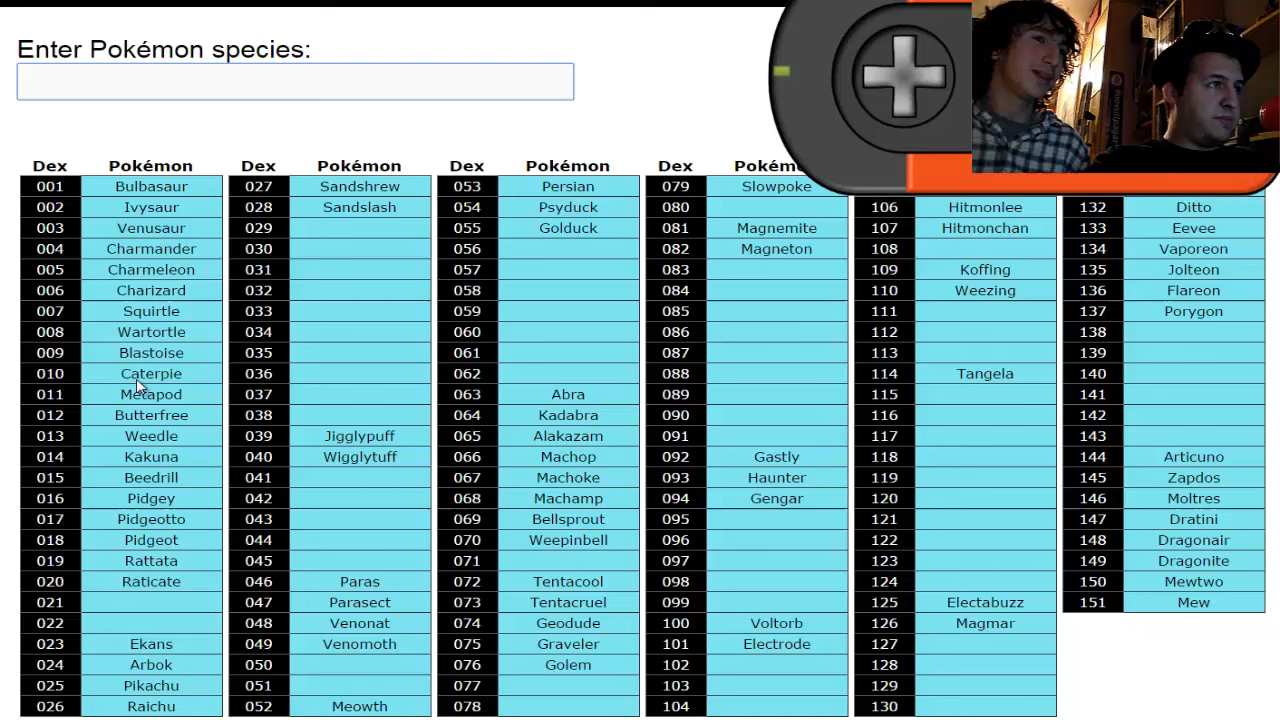 Enter Pokémon species:
Dex Pokémon Dex Pokémon Dex Pokémon Dex Pokém
001 Bulbasaur 027 Sandshrew 053 Persian 079 Slowpoke
002 Ivysaur 028 Sandslash 054 Psyduck 080 106 Hitmonlee 132 Ditto
003 Venusaur 029 055 Golduck 081 Magnemite 107 Hitmonchan 133 Eevee
004 Charmander 030 056 082 Magneton 108 134 Vaporeon
005 Charmeleon 031 057 083 109 Koffing 135 Jolteon
006 Charizard 032 058 084 110 Weezing 136 Flareon
007 Squirtle 033 059 085 111 137 Porygon
008 Wartortle 034 060 086 112 138
009 Blastoise 035 061 087 113 139
010 Caterpie 036 062 088 114 Tangela 140
011 Metapod 037 063 Abra 089 115 141
012 Butterfree 038 064 Kadabra 090 116 142
013 Weedle 039 Jigglypuff 065 Alakazam 091 117 143
014 Kakuna 040 Wigglytuff 066 Machop 092 Gastly 118 144 Articuno
015 Beedrill 041 067 Machoke 093 Haunter 119 145 Zapdos
016 Pidgey 042 068 Machamp 094 Gengar 120 146 Moltres
017 Pidgeotto 043 069 Bellsprout 095 121 147 Dratini
018 Pidgeot 044 070 Weepinbell 096 122 148 Dragonair
019 Rattata 045 071 097 123 149 Dragonite
020 Raticate 046 Paras 072 Tentacool 098 124 150 Mewtwo
021 047 Parasect 073 Tentacruel 099 125 Electabuzz 151 Mew
022 048 Venonat 074 Geodude 100 Voltorb 126 Magmar
023 Ekans 049 Venomoth 075 Graveler 101 Electrode 127
024 Arbok 050 076 Golem 102 128
025 Pikachu 051 077 103 129
026 Raichu 052 Meowth 078 104 130